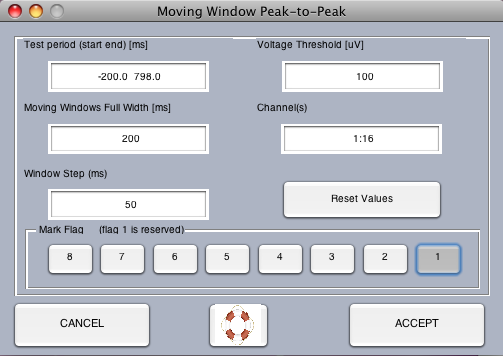 Moving Window Peak-to-Peak
Test period (start end) [ms]
Voltage Threshold [uV]
-200.0  798.0
100
Moving Windows Full Width [ms]
Channel(s)
200
1:16
Window Step (ms)
50
Reset Values
Mark Flag    (flag 1 is reserved)
8 7 6 5 4 3 2 1
CANCEL
ACCEPT